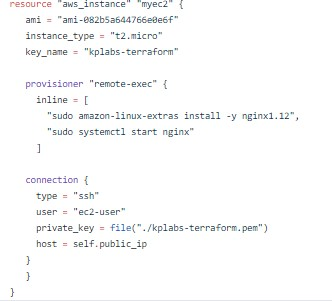 resource "aws_instance" "myec2" {
ami = "ami-082b5a644766e0e6f"
instance_type = "t2.micro"
key_name = "kplabs-terraform"
provisioner "remote-exec" {
inline = [
"sudo amazon-linux-extras install -y nginx1.12",
"sudo systemctl start nginx"
]
connection {
type = "ssh"
user = "ec2-user"
private_key = file("./kplabs-terraform.pem")
host = self.public_ip
}
}
}